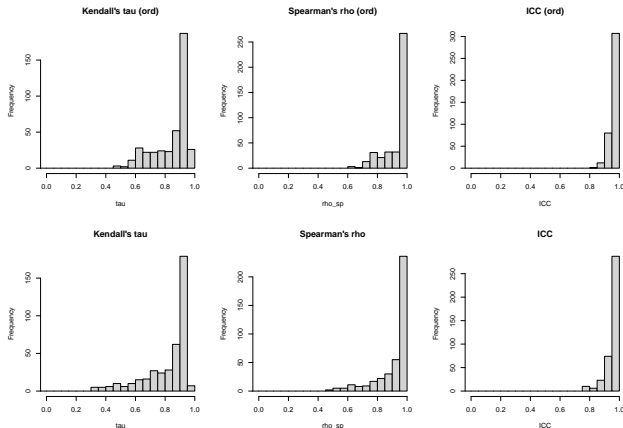 Kendall's tau (ord)
Frequency
0 50 100 150
0.0 0.2 0.4 0.6 0.8 1.0
tau
Spearman's rho (ord)
Frequency
0 50 100 150 200 250
0.0 0.2 0.4 0.6 0.8 1.0
rho_sp
ICC (ord)
Frequency
0 50 100 150 200 250 300
0.0 0.2 0.4 0.6 0.8 1.0
ICC
Kendall's tau
Frequency
0 50 100 150
0.0 0.2 0.4 0.6 0.8 1.0
tau
Spearman's rho
Frequency
0 50 100 150 200
0.0 0.2 0.4 0.6 0.8 1.0
rho_sp
ICC
Frequency
0 50 100 150 200 250
0.0 0.2 0.4 0.6 0.8 1.0
ICC